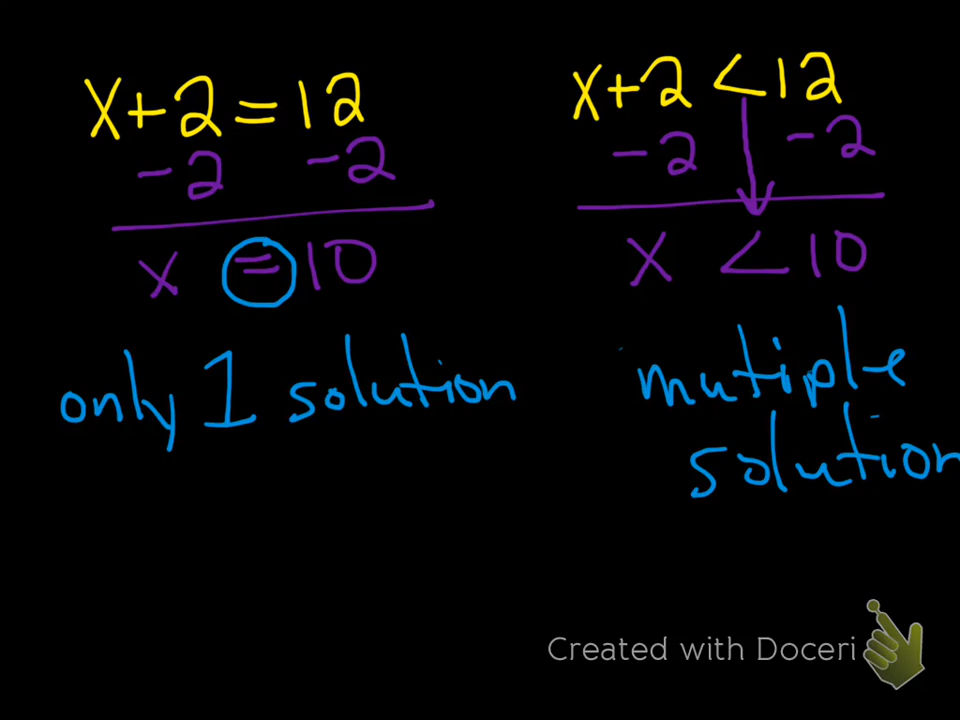 x+2=12
-2 -2
x = 10
only 1 solution
x+2 < 12
-2 -2
x < 10
mutiple
solution
Created with Doceri